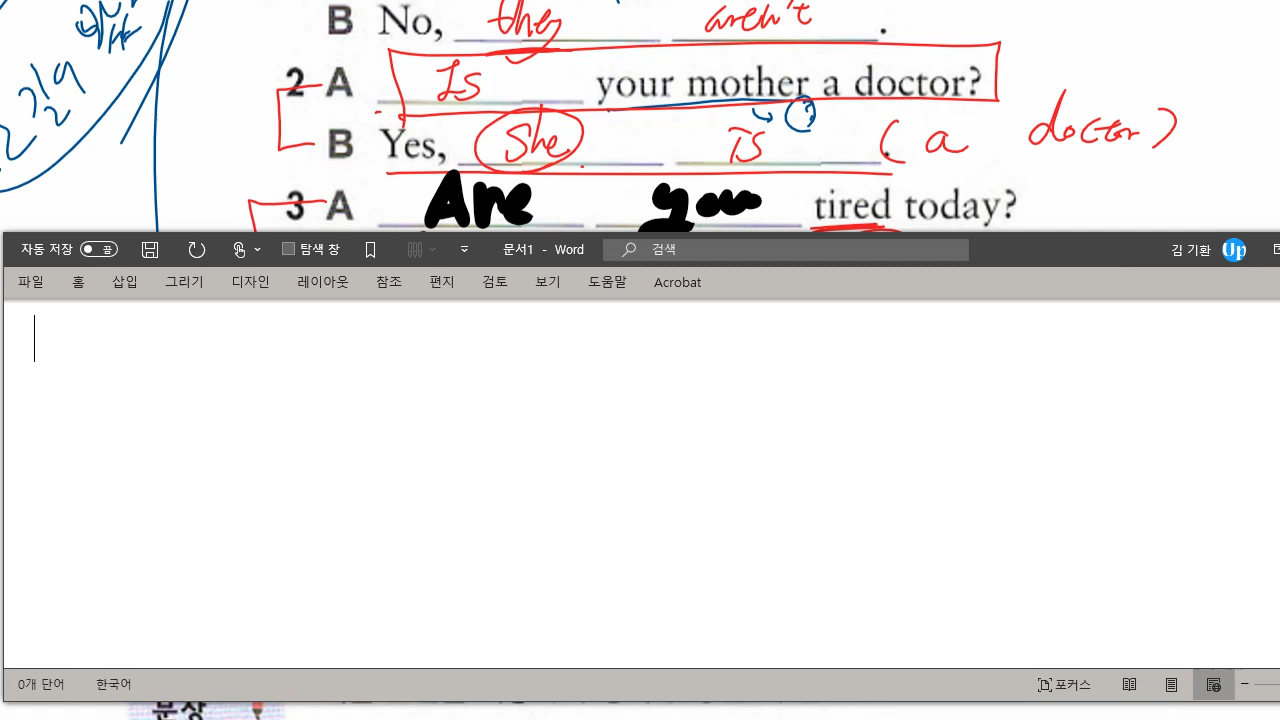 B No, they aren't.
2 A Is your mother a doctor?
B Yes, she is. (a doctor)
3 A Are you tired today?
자동 저장 끔 탐색 창 문서1 - Word 검색 김 기환 Up
파일 홈 삽입 그리기 디자인 레이아웃 참조 편지 검토 보기 도움말 Acrobat
0개 단어 한국어 포커스
문장